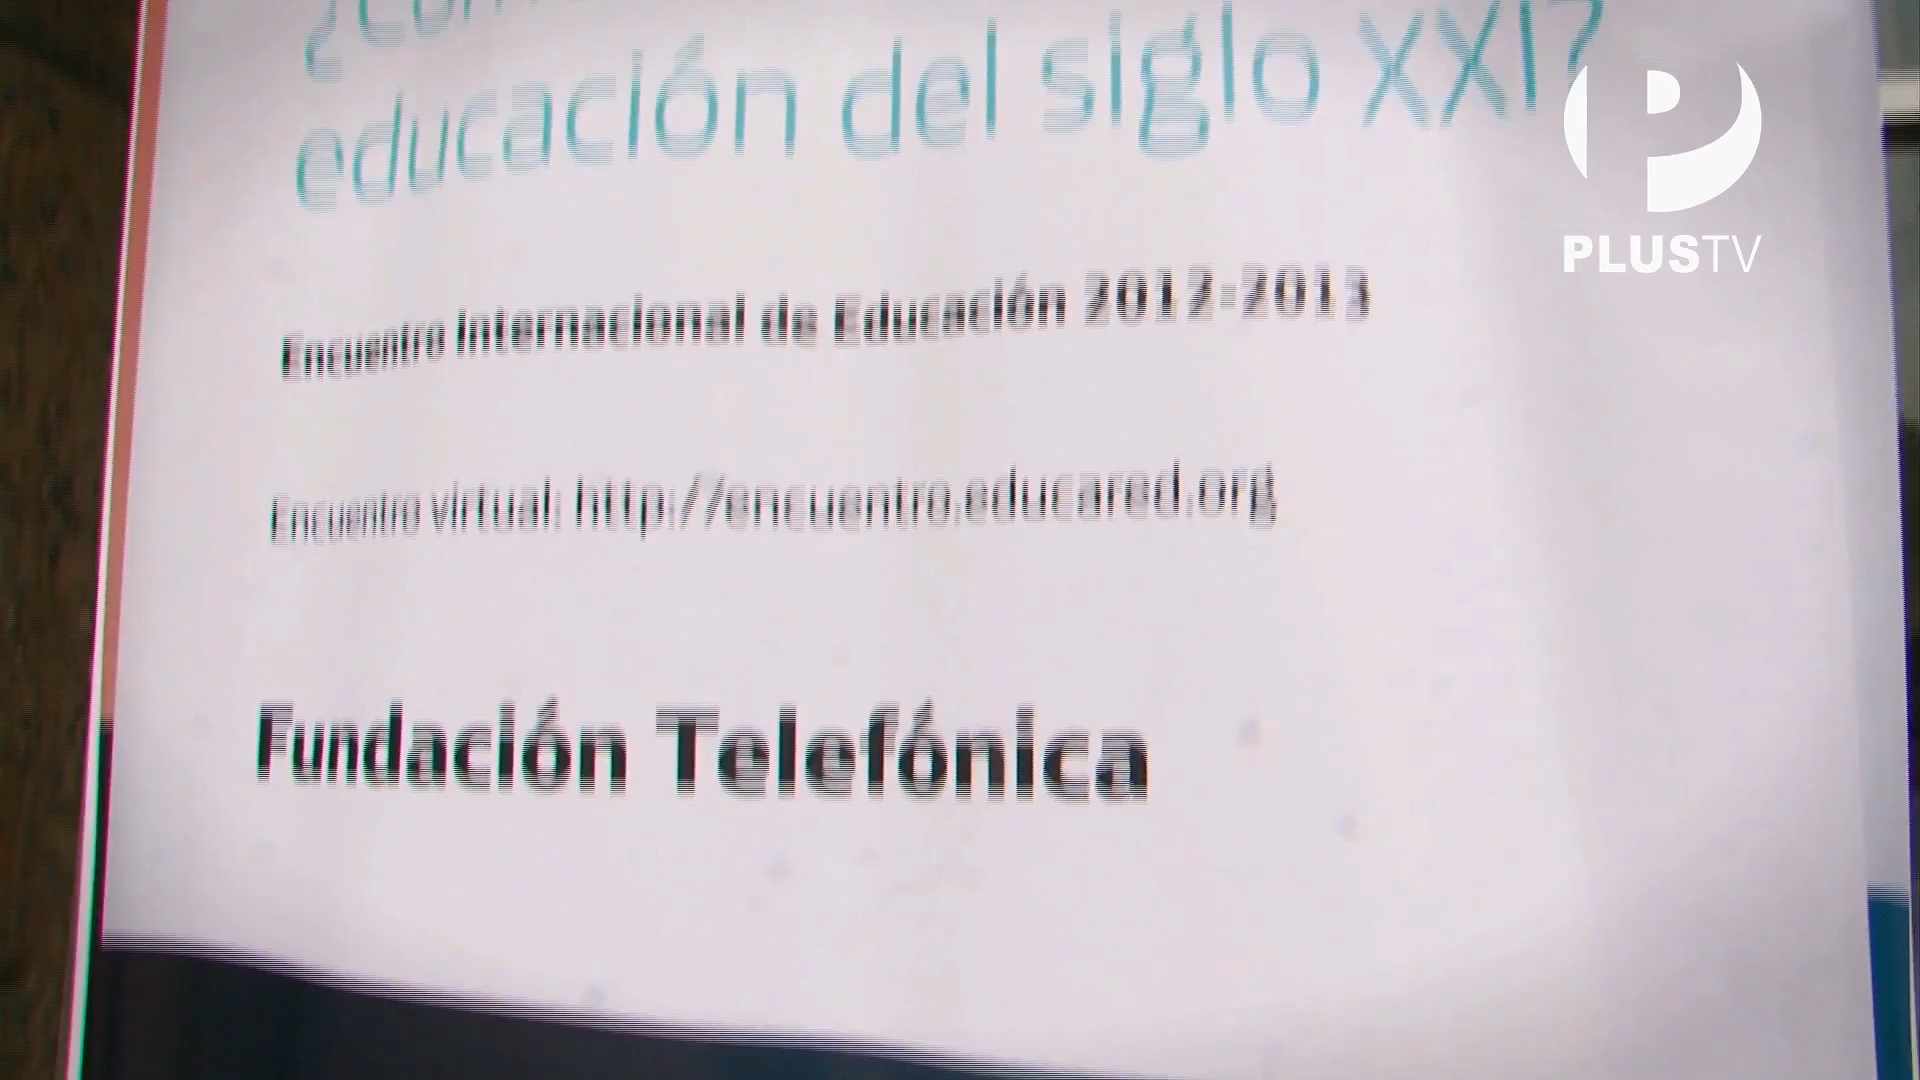 educación del siglo XXI?
Encuentro Internacional de Educación 2012-2013
Encuentro virtual: http://encuentro.educared.org
Fundación Telefónica
PLUSTV